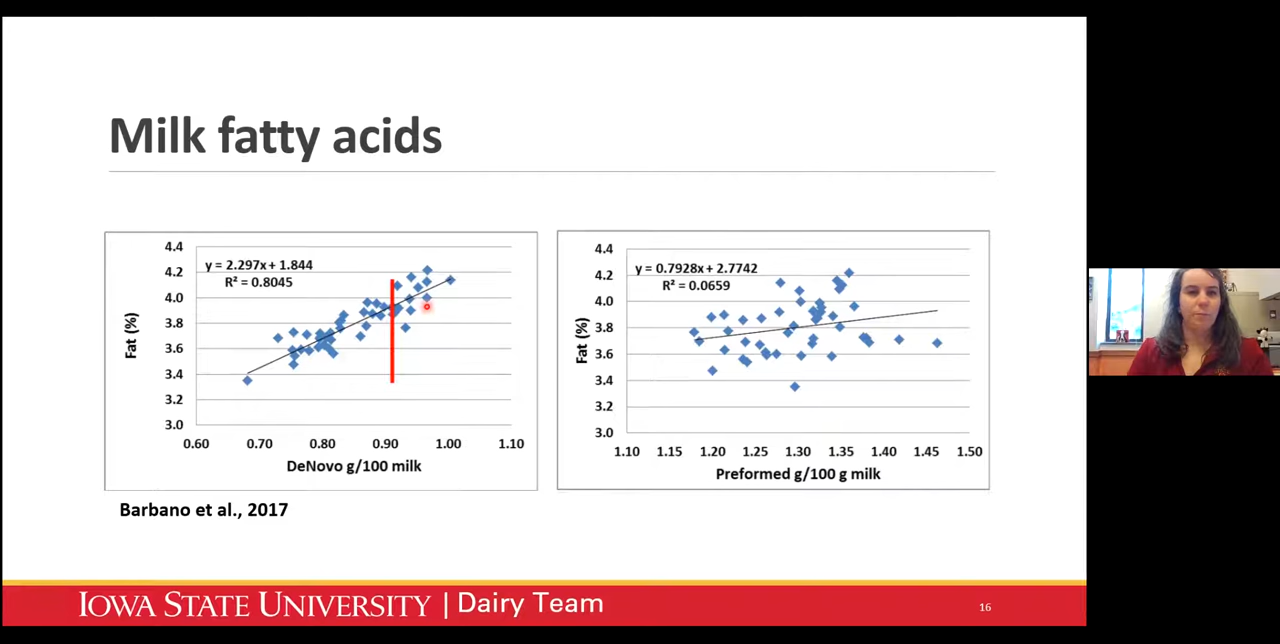 Milk fatty acids
4.4
4.2
4.0
3.8
3.6
3.4
3.2
3.0
Fat (%)
y = 2.297x + 1.844
R² = 0.8045
0.60 0.70 0.80 0.90 1.00 1.10
DeNovo g/100 milk
4.4
4.2
4.0
3.8
3.6
3.4
3.2
3.0
Fat (%)
y = 0.7928x + 2.7742
R² = 0.0659
1.10 1.20 1.15 1.20 1.25 1.30 1.35 1.40 1.45 1.50
Preformed g/100 g milk
Barbano et al., 2017
IOWA STATE UNIVERSITY | Dairy Team
16